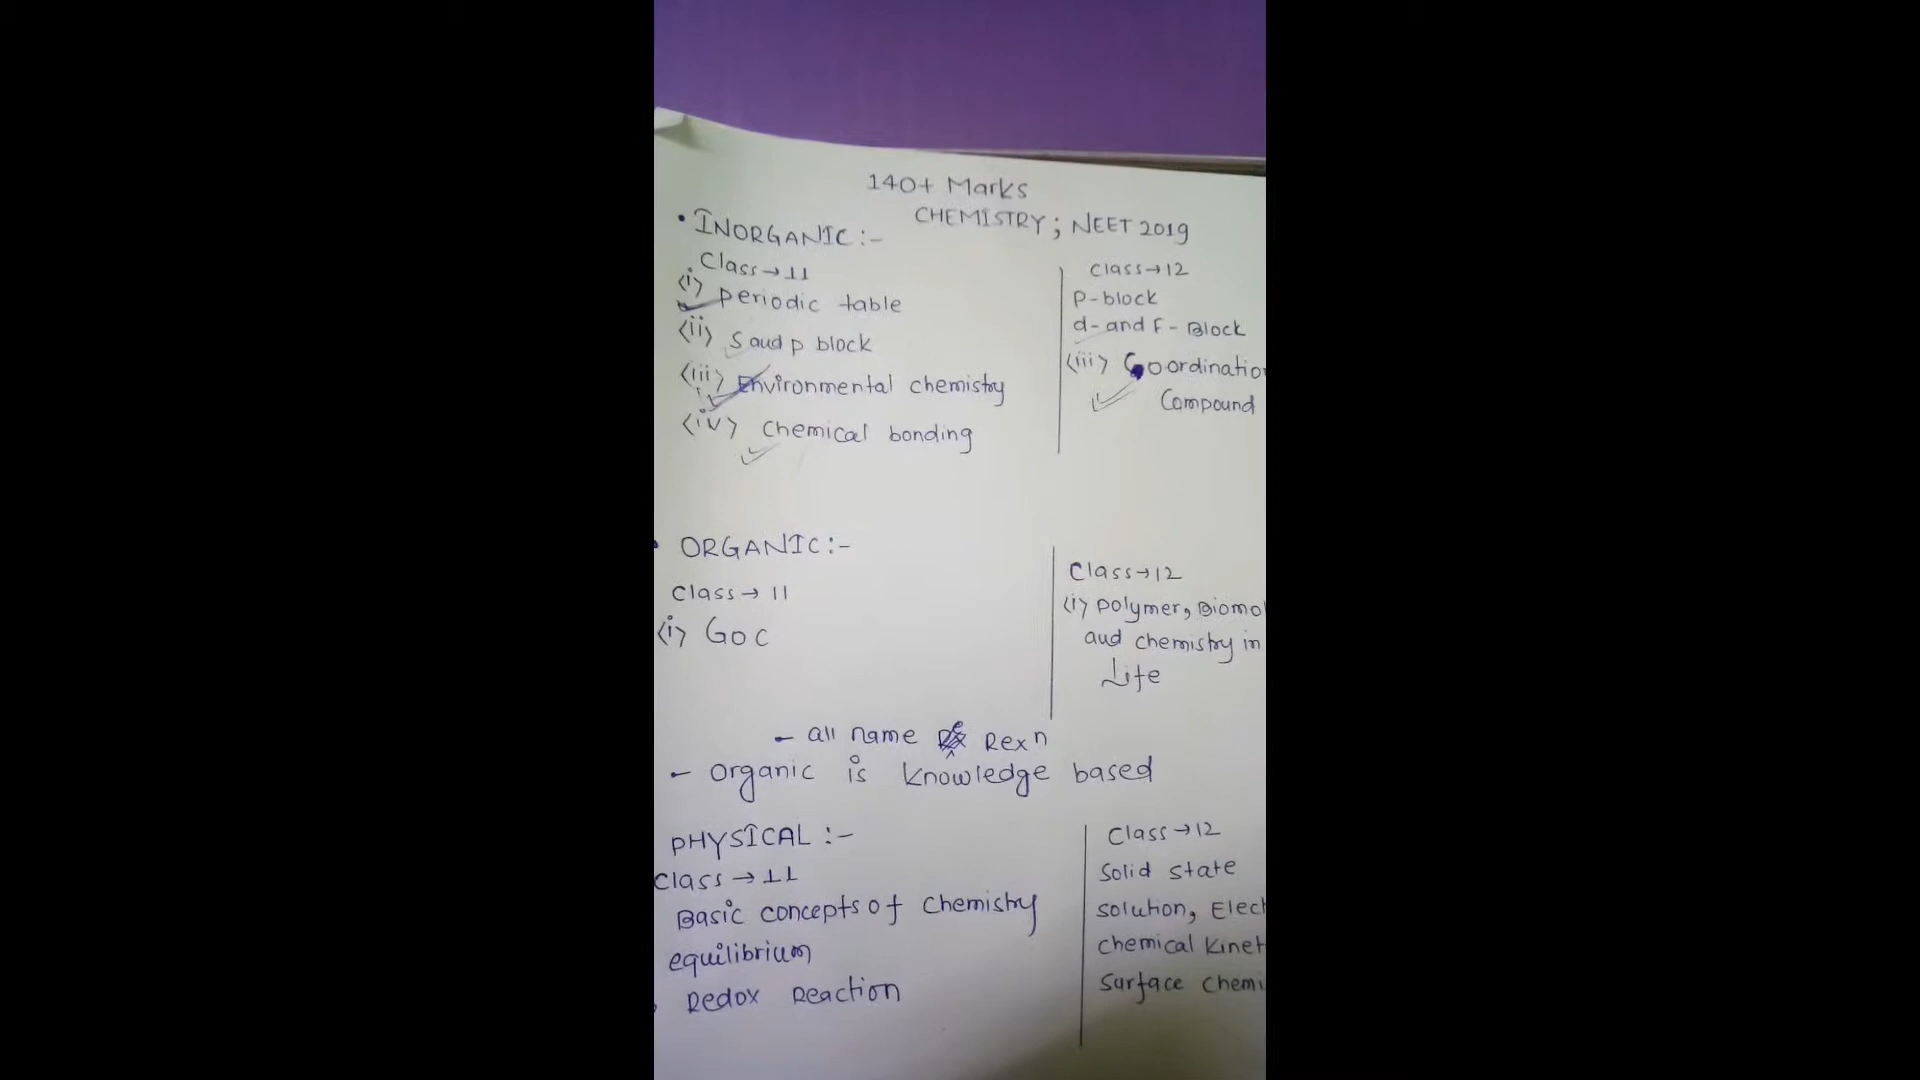 140+ Marks
CHEMISTRY; NEET 2019
• INORGANIC :-
Class → 11
(i) periodic table
(ii) S and p block
(iii) Environmental chemistry
(iv) Chemical bonding
Class → 12
P-block
d- and F- Block
(iii) Coordination
Compound
• ORGANIC :-
Class → 11
(i) GOC
Class → 12
(i) polymer, Biomo
and chemistry in
Life
- all name Rexn
- Organic is knowledge based
PHYSICAL :-
Class → 11
Basic concepts of chemistry
equilibrium
Redox Reaction
Class → 12
Solid state
solution, Elect
chemical Kinet
Surface chemi